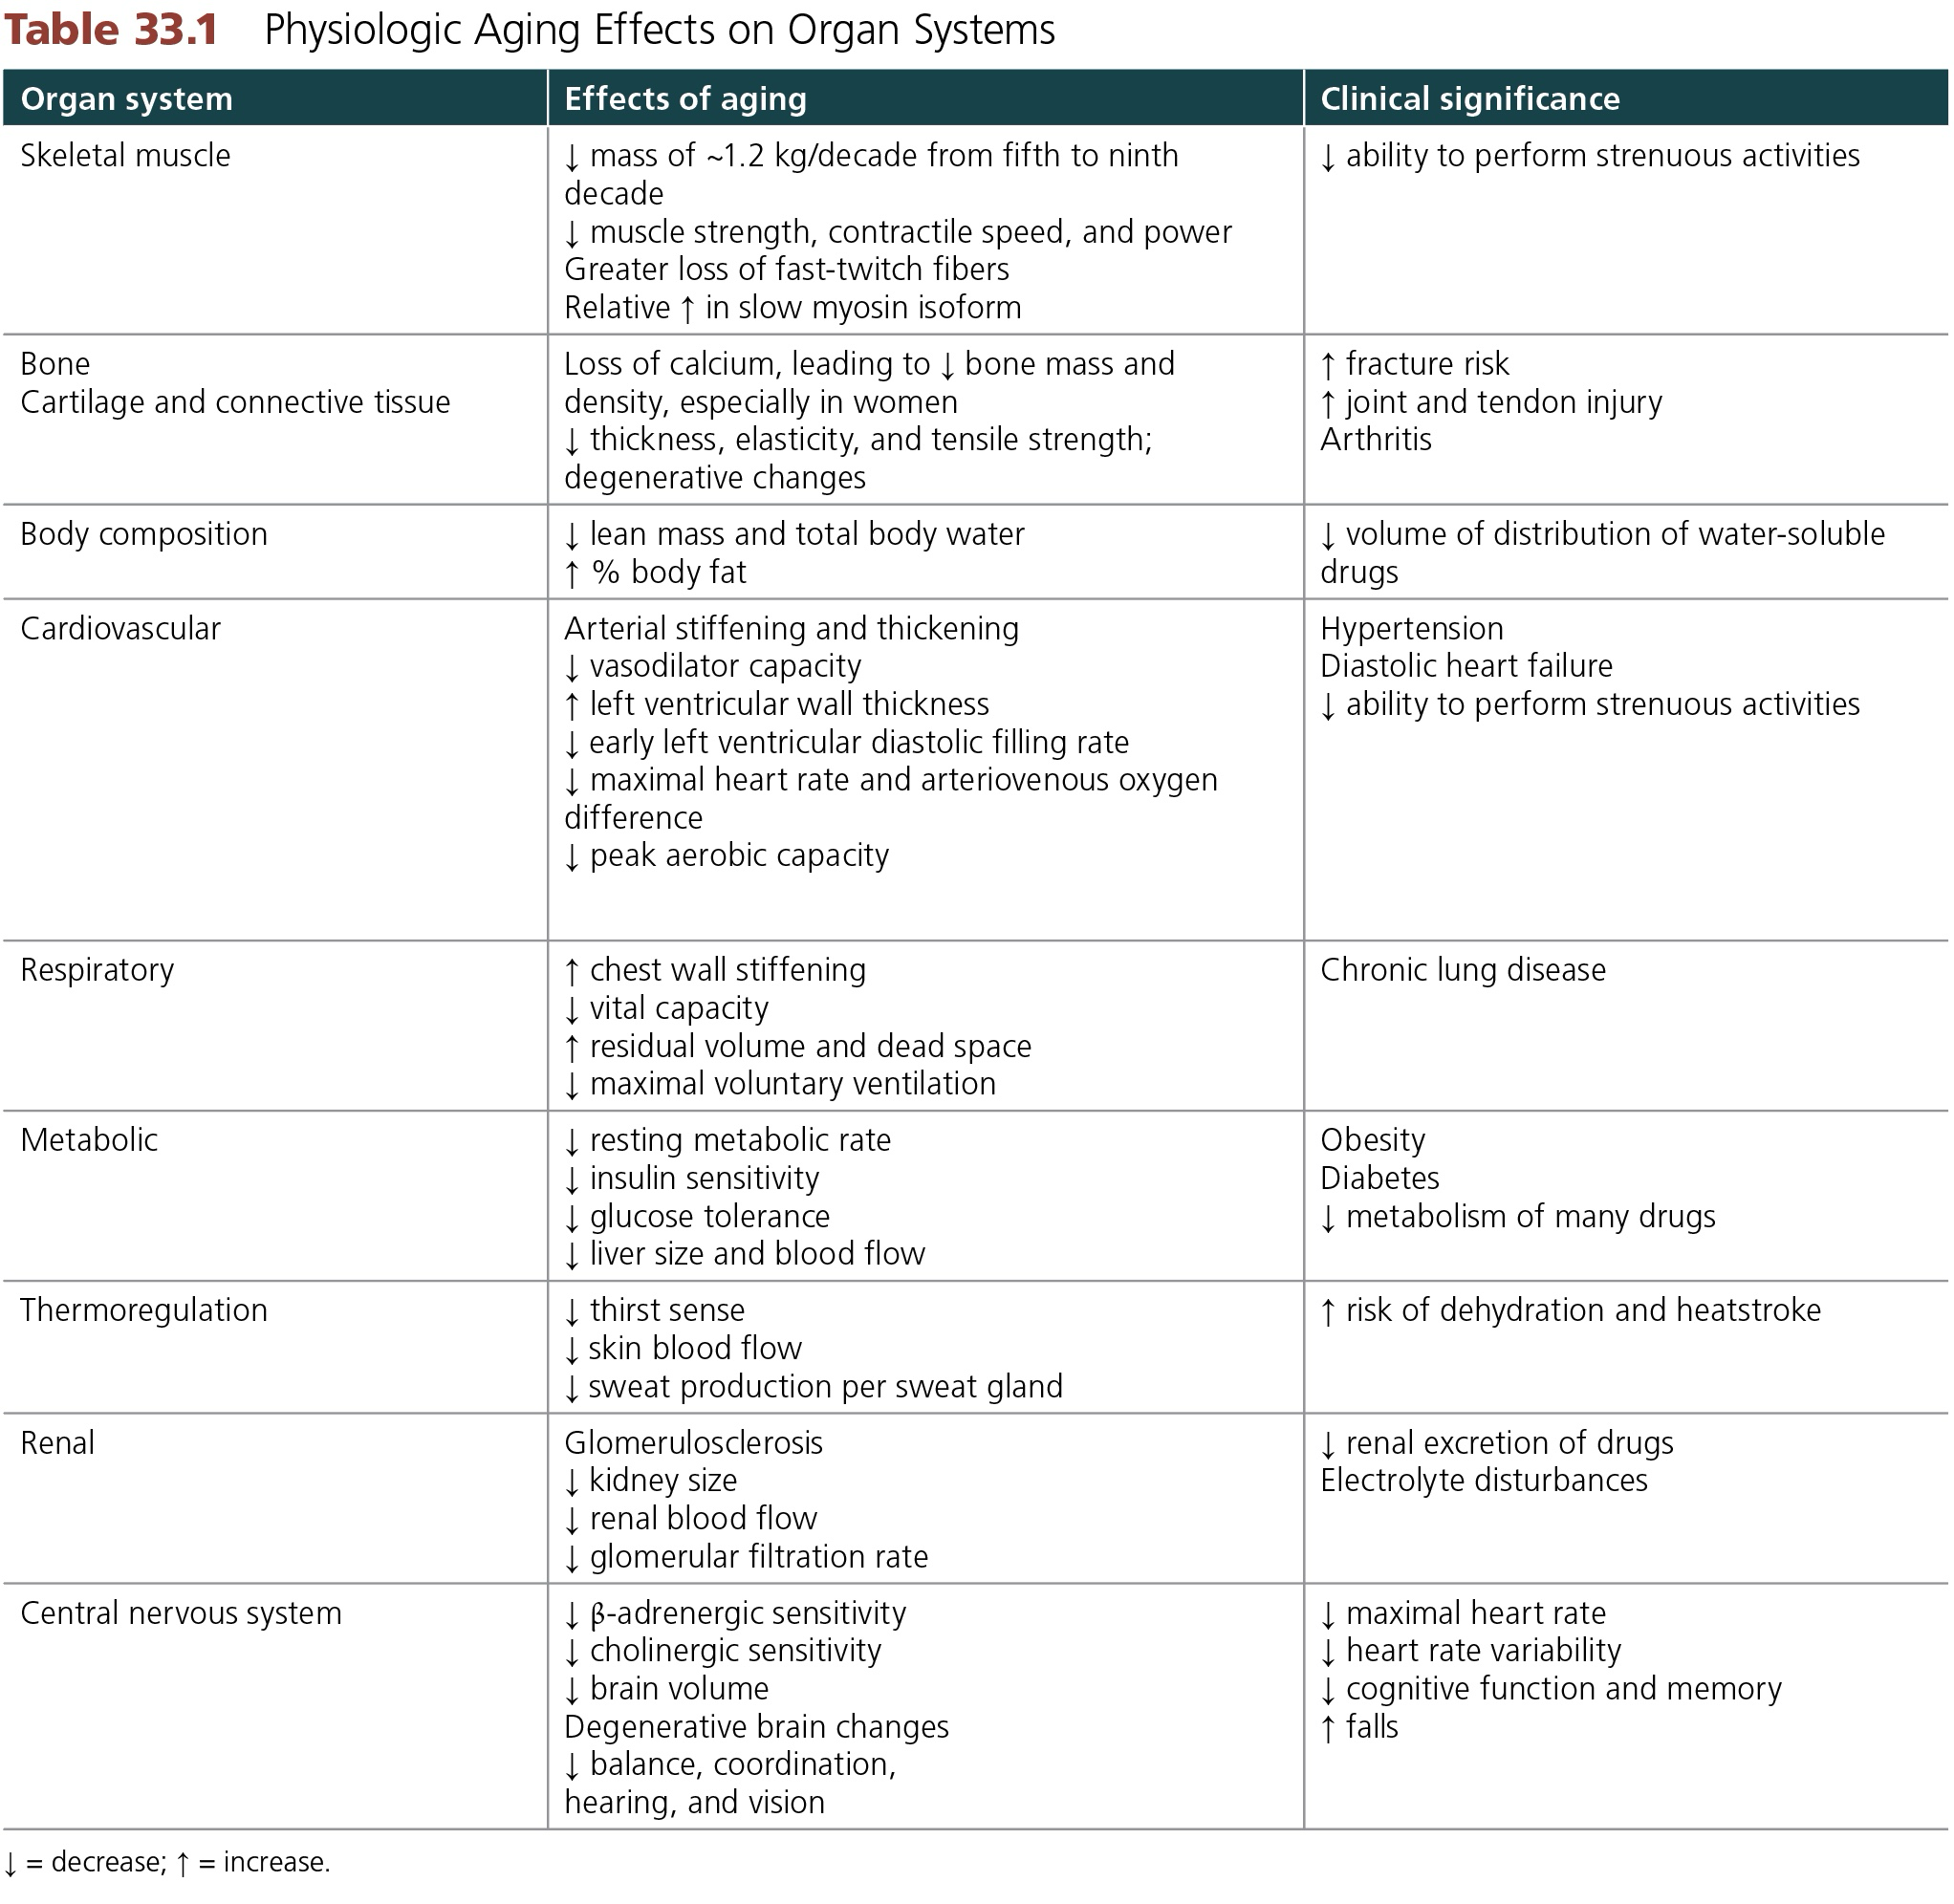 Table 33.1 Physiologic Aging Effects on Organ Systems
Organ system
Effects of aging
Clinical significance
Skeletal muscle
↓ mass of ~1.2 kg/decade from fifth to ninth
decade
↓ muscle strength, contractile speed, and power
Greater loss of fast-twitch fibers
Relative ↑ in slow myosin isoform
↓ ability to perform strenuous activities
Bone
Cartilage and connective tissue
Loss of calcium, leading to ↓ bone mass and
density, especially in women
↓ thickness, elasticity, and tensile strength;
degenerative changes
↑ fracture risk
↑ joint and tendon injury
Arthritis
Body composition
↓ lean mass and total body water
↑ % body fat
↓ volume of distribution of water-soluble
drugs
Cardiovascular
Arterial stiffening and thickening
↓ vasodilator capacity
↑ left ventricular wall thickness
↓ early left ventricular diastolic filling rate
↓ maximal heart rate and arteriovenous oxygen
difference
↓ peak aerobic capacity
Hypertension
Diastolic heart failure
↓ ability to perform strenuous activities
Respiratory
↑ chest wall stiffening
↓ vital capacity
↑ residual volume and dead space
↓ maximal voluntary ventilation
Chronic lung disease
Metabolic
↓ resting metabolic rate
↓ insulin sensitivity
↓ glucose tolerance
↓ liver size and blood flow
Obesity
Diabetes
↓ metabolism of many drugs
Thermoregulation
↓ thirst sense
↓ skin blood flow
↓ sweat production per sweat gland
↑ risk of dehydration and heatstroke
Renal
Glomerulosclerosis
↓ kidney size
↓ renal blood flow
↓ glomerular filtration rate
↓ renal excretion of drugs
Electrolyte disturbances
Central nervous system
↓ β-adrenergic sensitivity
↓ cholinergic sensitivity
↓ brain volume
Degenerative brain changes
↓ balance, coordination,
hearing, and vision
↓ maximal heart rate
↓ heart rate variability
↓ cognitive function and memory
↑ falls
↓ = decrease; ↑ = increase.